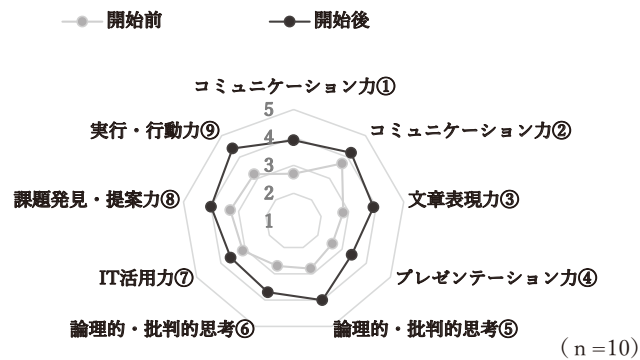 開始前
開始後
コミュニケーション力①
コミュニケーション力②
文章表現力③
プレゼンテーション力④
論理的・批判的思考⑤
論理的・批判的思考⑥
IT活用力⑦
課題発見・提案力⑧
実行・行動力⑨
5
4
3
2
1
( n =10)